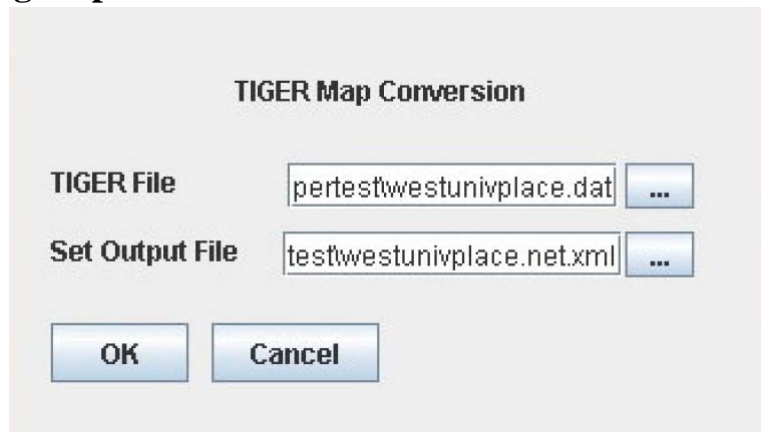 TIGER Map Conversion
TIGER File pertest\westunivplace.dat ...
Set Output File test\westunivplace.net.xml ...
OK Cancel